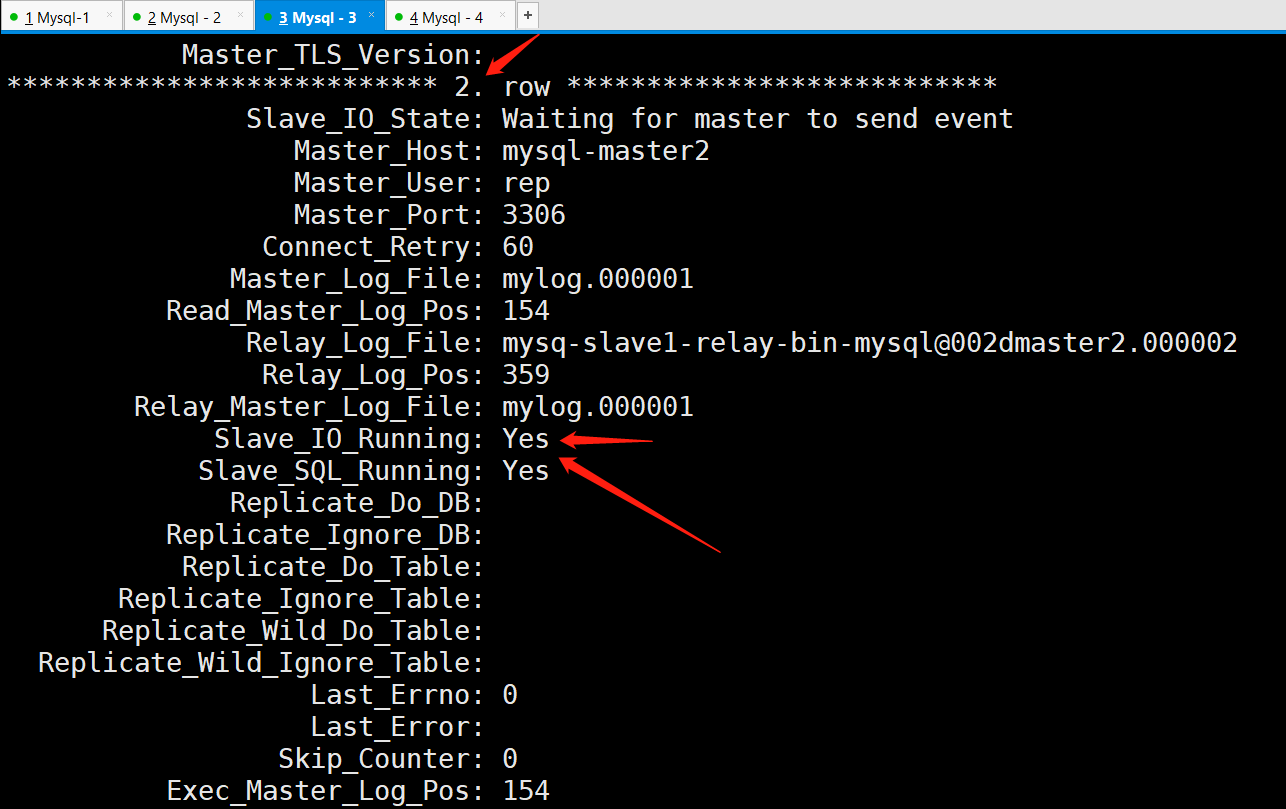 1 Mysql-1 × 2 Mysql - 2 × 3 Mysql - 3 × 4 Mysql - 4 × +
Master_TLS_Version:
*************************** 2. row ***************************
Slave_IO_State: Waiting for master to send event
Master_Host: mysql-master2
Master_User: rep
Master_Port: 3306
Connect_Retry: 60
Master_Log_File: mylog.000001
Read_Master_Log_Pos: 154
Relay_Log_File: mysq-slave1-relay-bin-mysql@002dmaster2.000002
Relay_Log_Pos: 359
Relay_Master_Log_File: mylog.000001
Slave_IO_Running: Yes
Slave_SQL_Running: Yes
Replicate_Do_DB:
Replicate_Ignore_DB:
Replicate_Do_Table:
Replicate_Ignore_Table:
Replicate_Wild_Do_Table:
Replicate_Wild_Ignore_Table:
Last_Errno: 0
Last_Error:
Skip_Counter: 0
Exec_Master_Log_Pos: 154